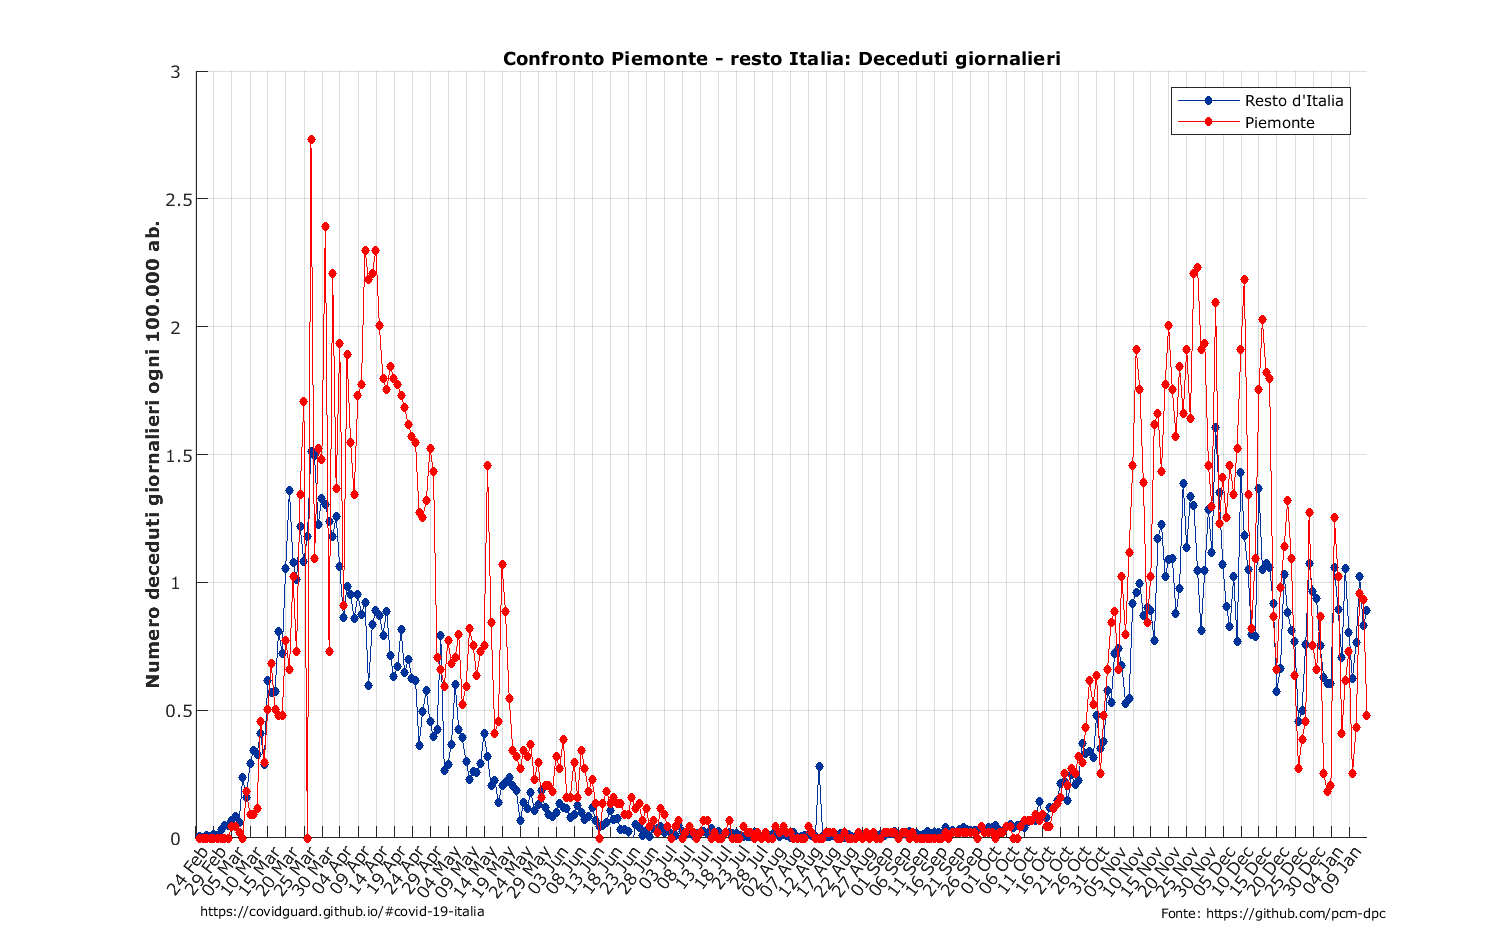 Confronto Piemonte - resto Italia: Deceduti giornalieri
Resto d'Italia
Piemonte
Numero deceduti giornalieri ogni 100.000 ab.
3
2.5
2
1.5
1
0.5
0
24 Feb
29 Feb
05 Mar
10 Mar
15 Mar
20 Mar
25 Mar
30 Mar
04 Apr
09 Apr
14 Apr
19 Apr
24 Apr
29 Apr
04 May
09 May
14 May
19 May
24 May
29 May
03 Jun
08 Jun
13 Jun
18 Jun
23 Jun
28 Jun
03 Jul
08 Jul
13 Jul
18 Jul
23 Jul
28 Jul
02 Aug
07 Aug
12 Aug
17 Aug
22 Aug
27 Aug
01 Sep
06 Sep
11 Sep
16 Sep
21 Sep
26 Sep
01 Oct
06 Oct
11 Oct
16 Oct
21 Oct
26 Oct
31 Oct
05 Nov
10 Nov
15 Nov
20 Nov
25 Nov
30 Nov
05 Dec
10 Dec
15 Dec
20 Dec
25 Dec
30 Dec
04 Jan
09 Jan
https://covidguard.github.io/#covid-19-italia
Fonte: https://github.com/pcm-dpc